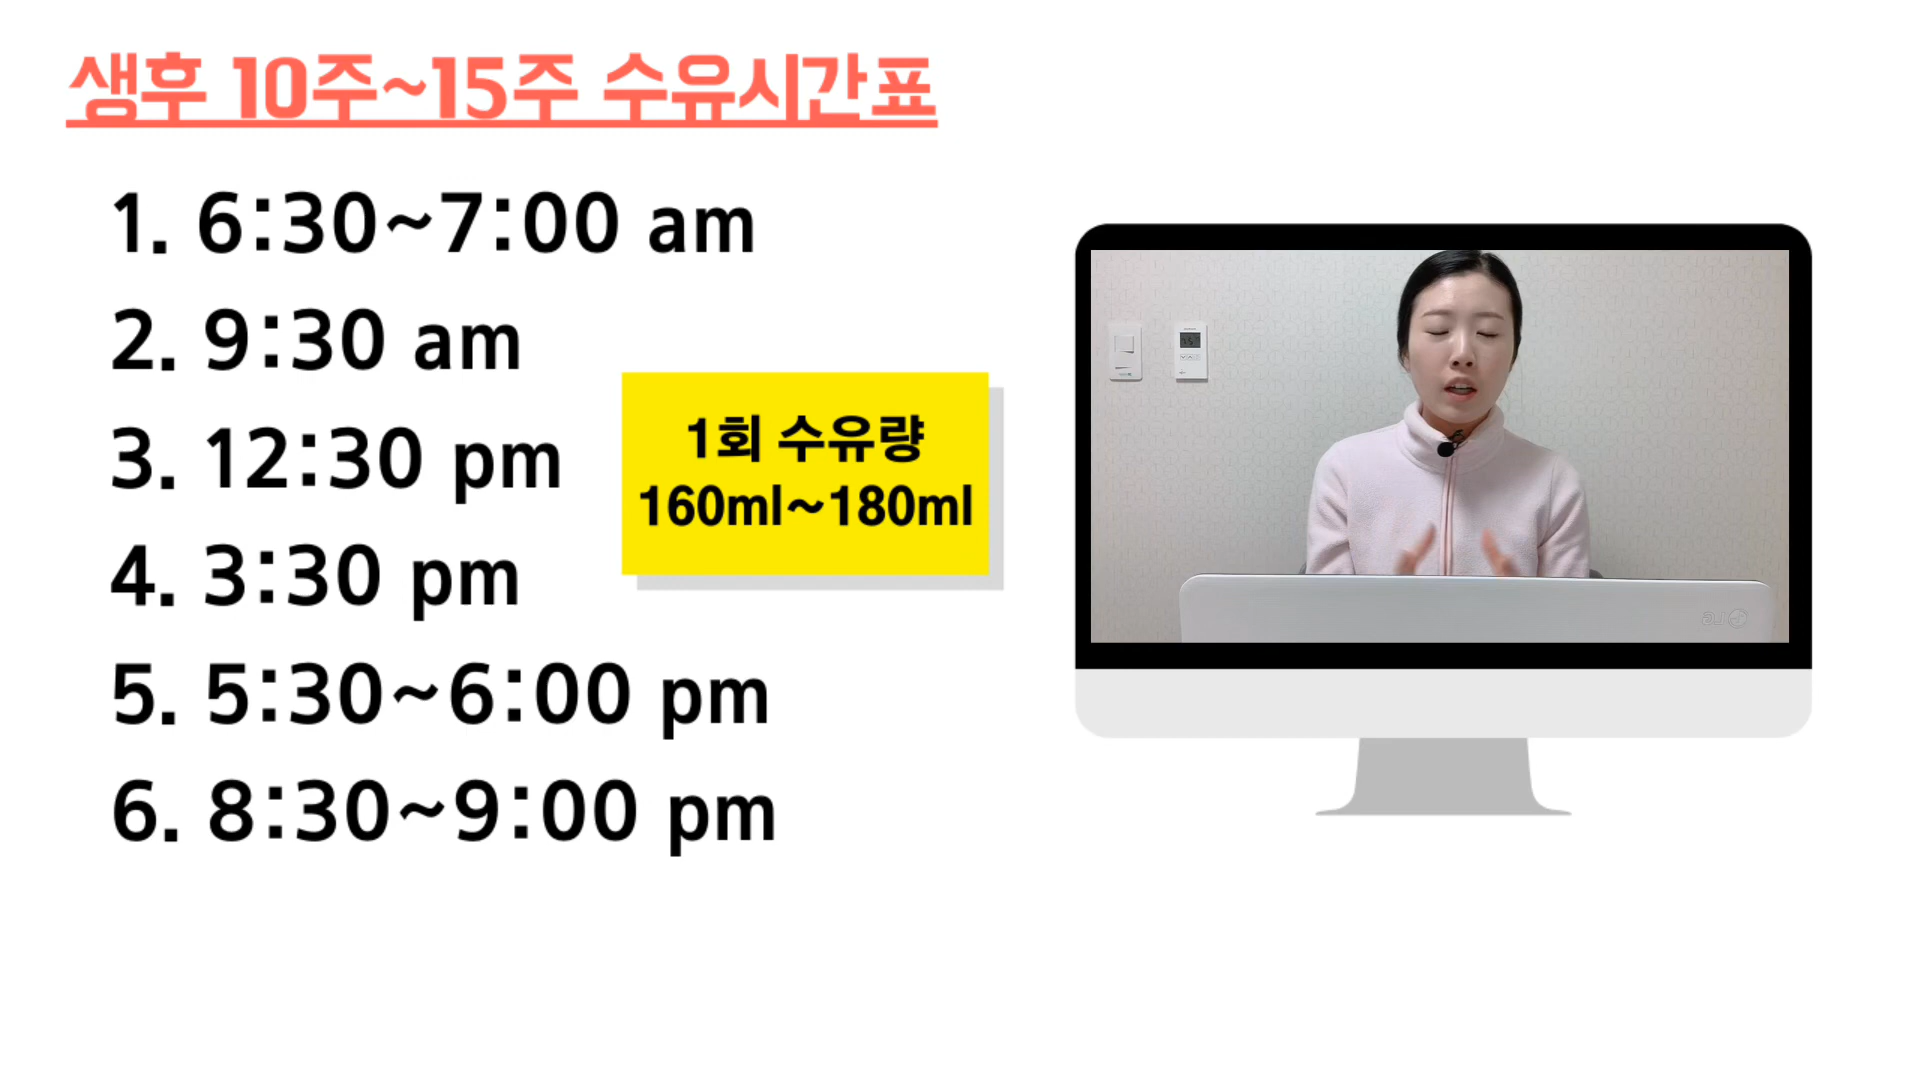 생후 10주~15주 수유시간표
1. 6:30~7:00 am
2. 9:30 am
3. 12:30 pm
4. 3:30 pm
5. 5:30~6:00 pm
6. 8:30~9:00 pm
1회 수유량
160ml~180ml